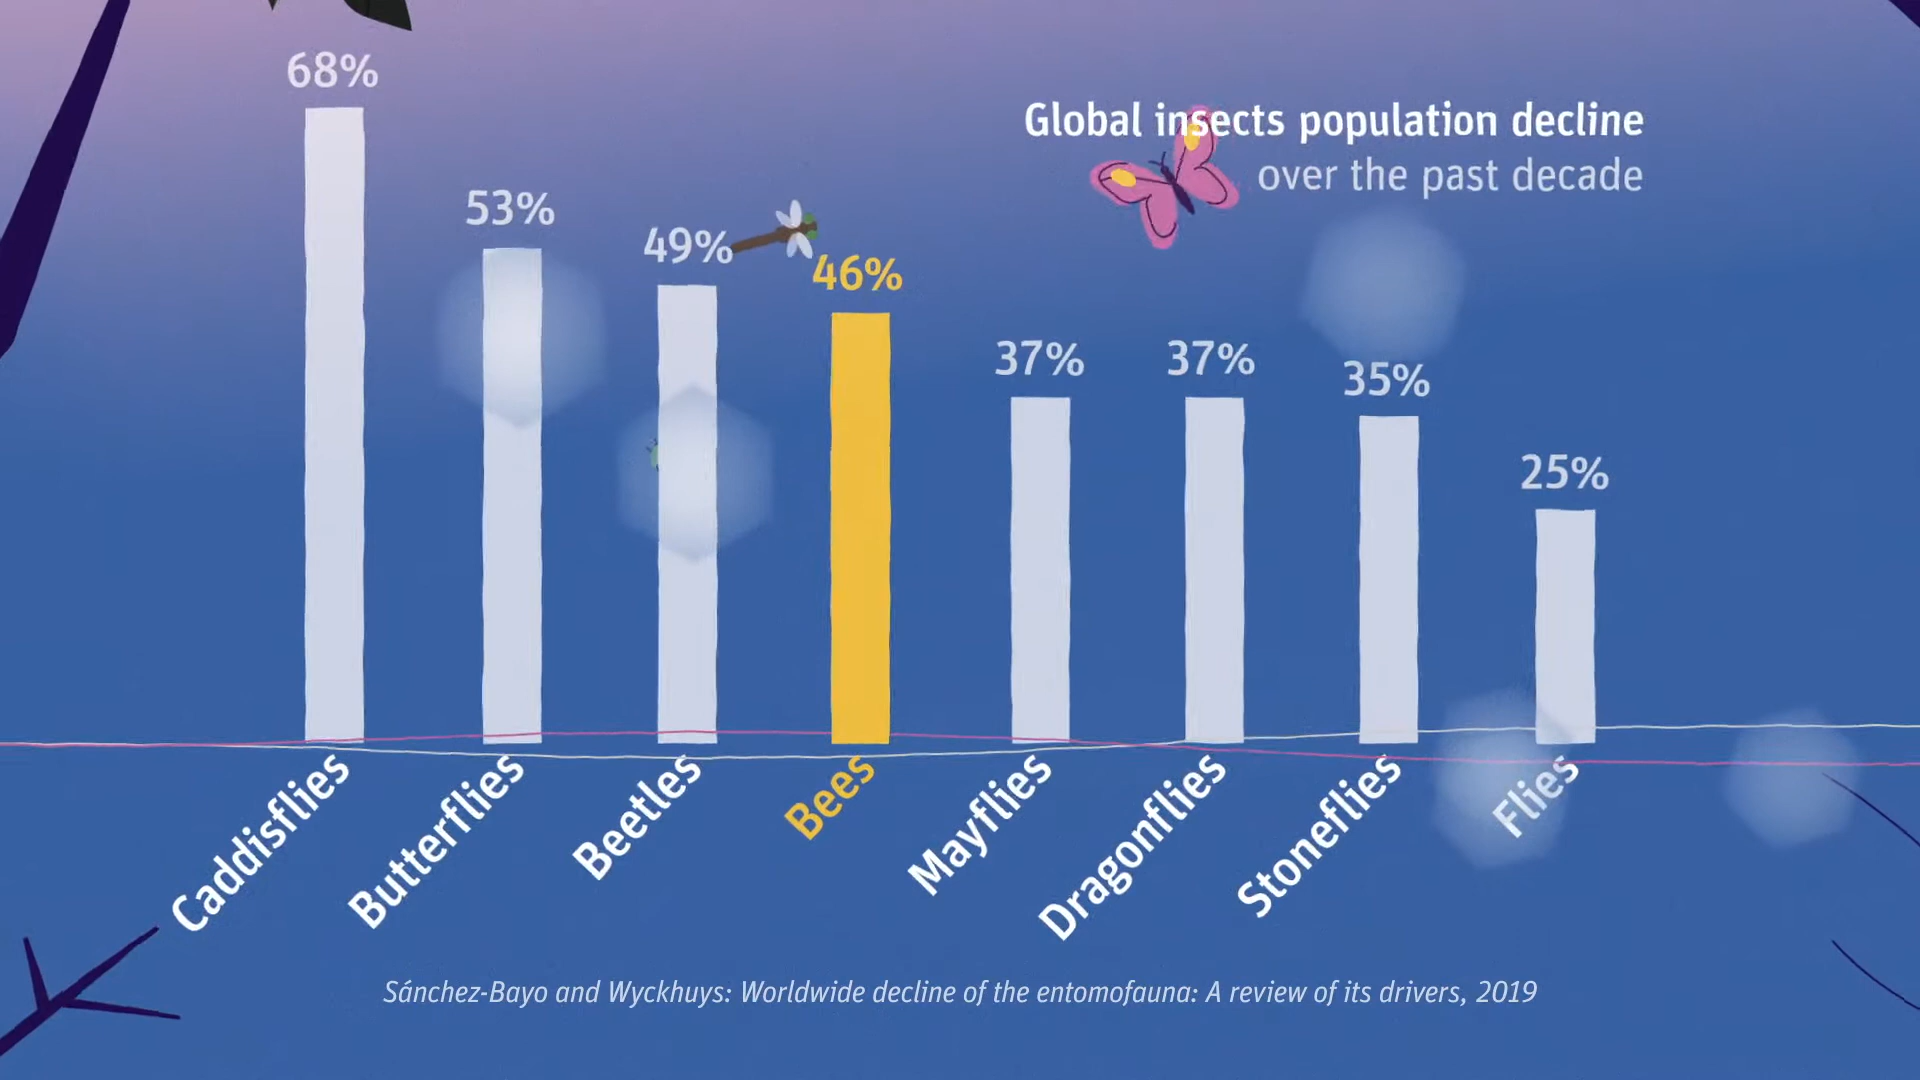 Global insects population decline
over the past decade
68%
53%
49%
46%
37%
37%
35%
25%
Caddisflies
Butterflies
Beetles
Bees
Mayflies
Dragonflies
Stoneflies
Flies
Sánchez-Bayo and Wyckhuys: Worldwide decline of the entomofauna: A review of its drivers, 2019